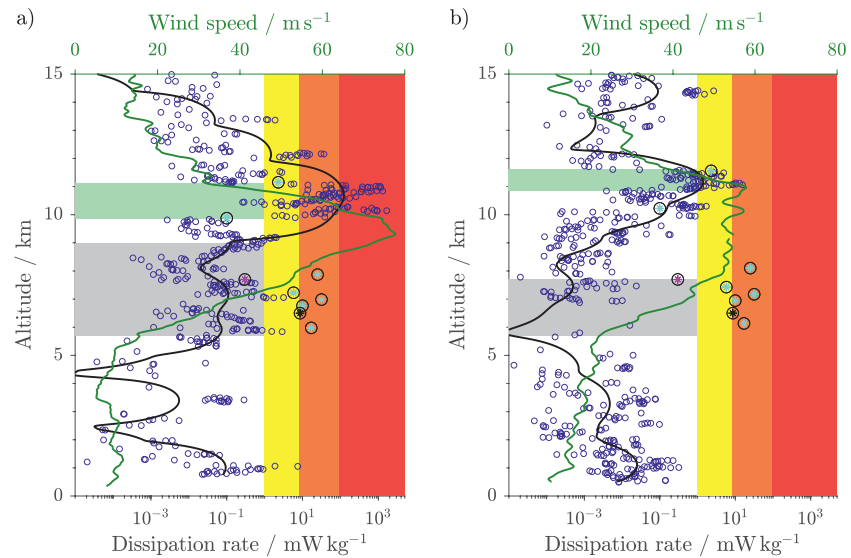 a)
Wind speed / m s⁻¹
0 20 40 60 80
15
10
5
0
Altitude / km
10⁻³ 10⁻¹ 10¹ 10³
Dissipation rate / mW kg⁻¹
b)
Wind speed / m s⁻¹
0 20 40 60 80
15
10
5
0
Altitude / km
10⁻³ 10⁻¹ 10¹ 10³
Dissipation rate / mW kg⁻¹